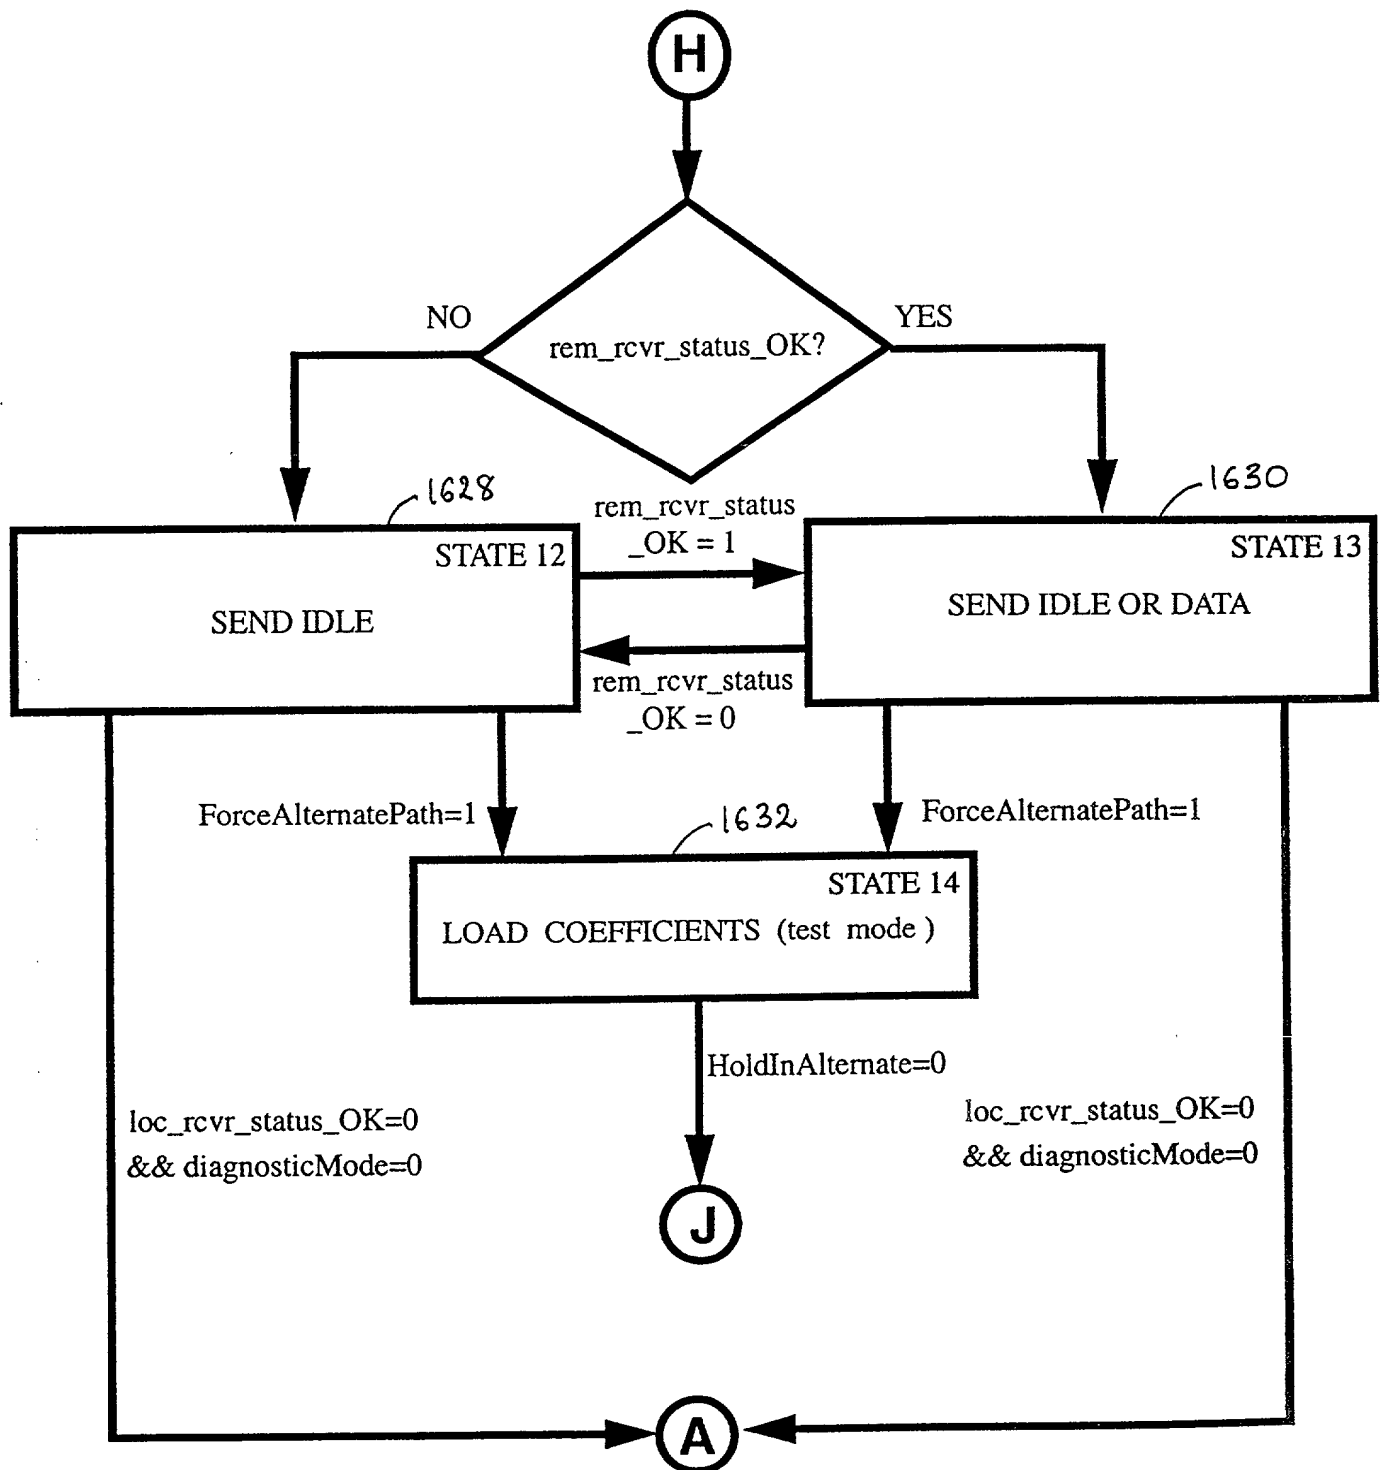 H
NO
YES
rem_rcvr_status_OK?
1628
1630
rem_rcvr_status
_OK = 1
STATE 12
SEND IDLE
STATE 13
SEND IDLE OR DATA
rem_rcvr_status
_OK = 0
ForceAlternatePath=1
ForceAlternatePath=1
1632
STATE 14
LOAD COEFFICIENTS (test mode )
HoldInAlternate=0
loc_rcvr_status_OK=0
&& diagnosticMode=0
loc_rcvr_status_OK=0
&& diagnosticMode=0
J
A